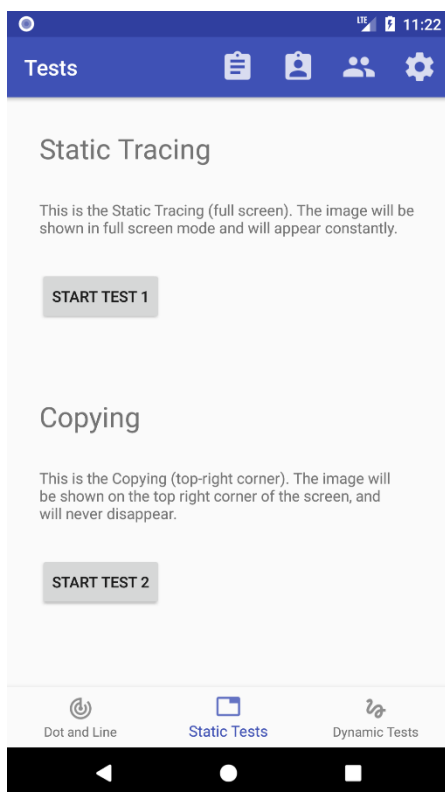 LTE 11:22
Tests
Static Tracing
This is the Static Tracing (full screen). The image will be
shown in full screen mode and will appear constantly.
START TEST 1
Copying
This is the Copying (top-right corner). The image will
be shown on the top right corner of the screen, and
will never disappear.
START TEST 2
Dot and Line Static Tests Dynamic Tests